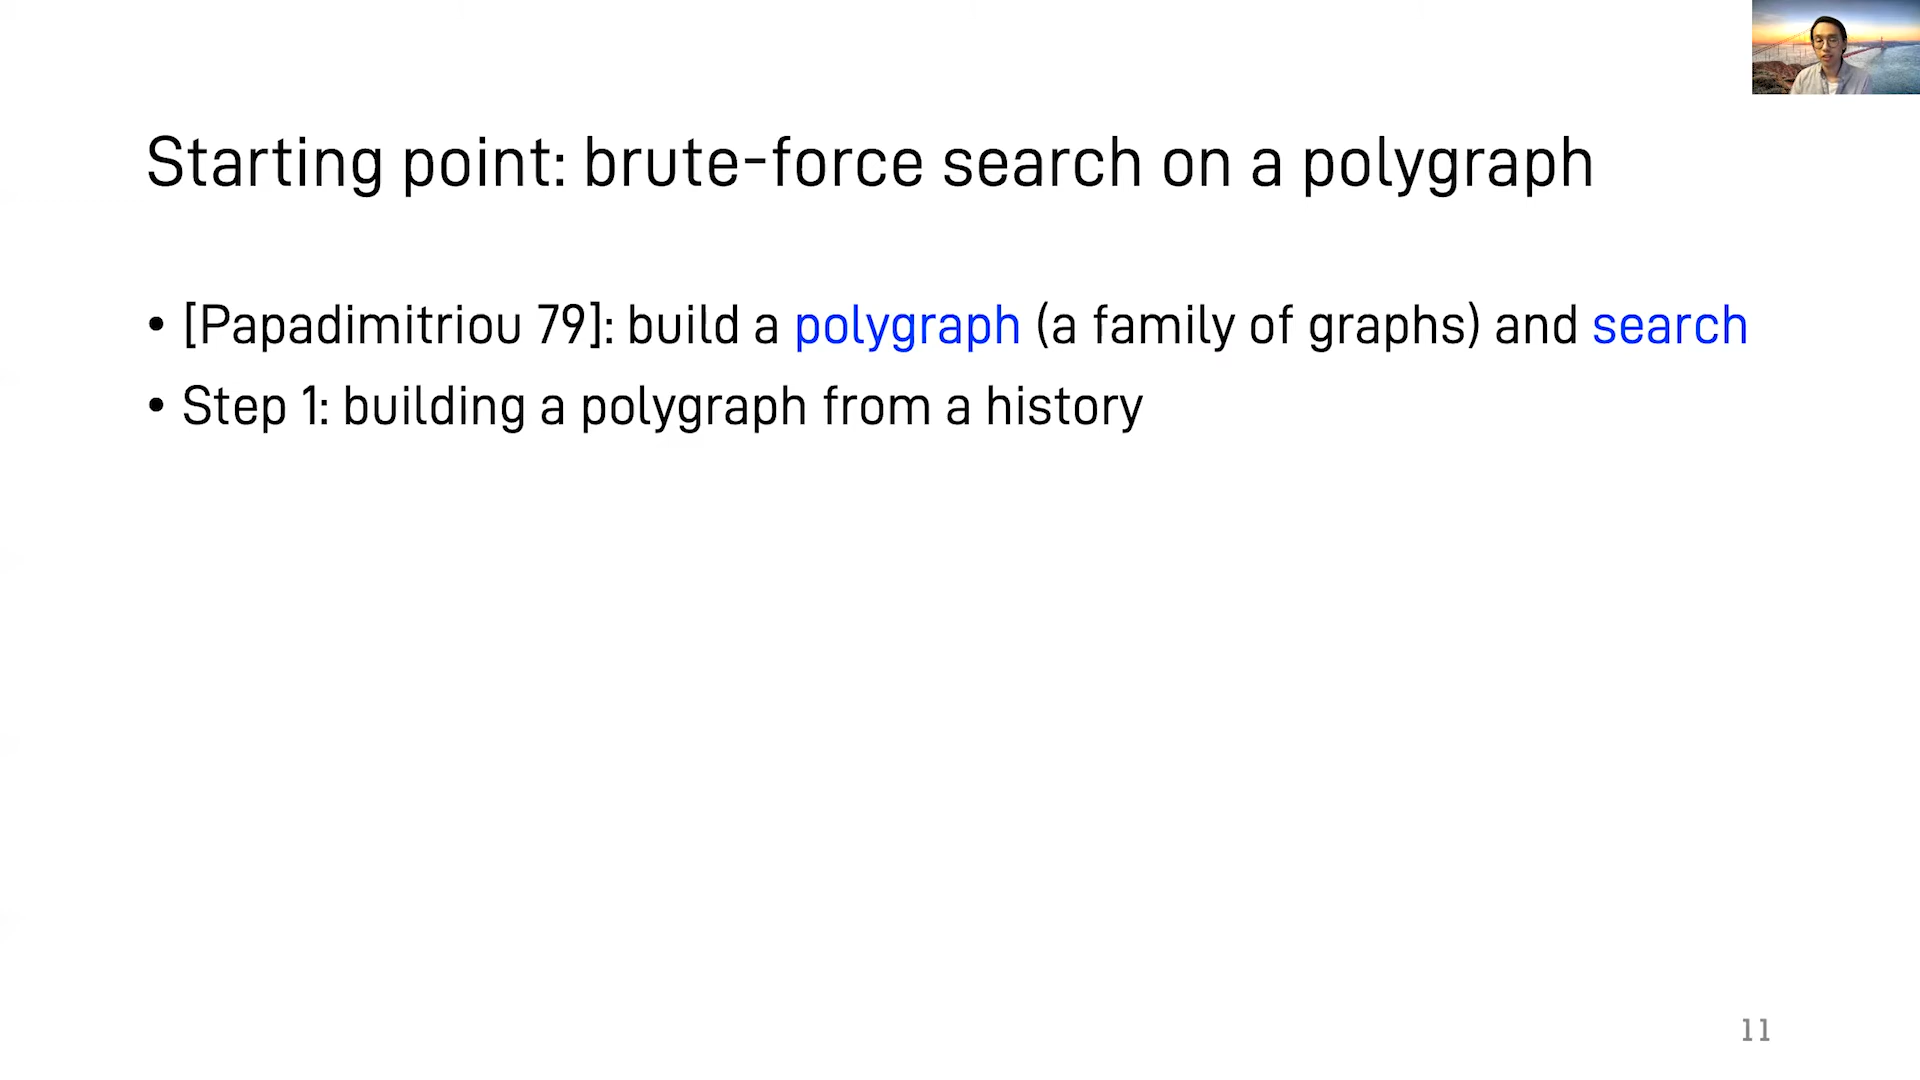 Starting point: brute-force search on a polygraph
• [Papadimitriou 79]: build a polygraph (a family of graphs) and search
• Step 1: building a polygraph from a history
11